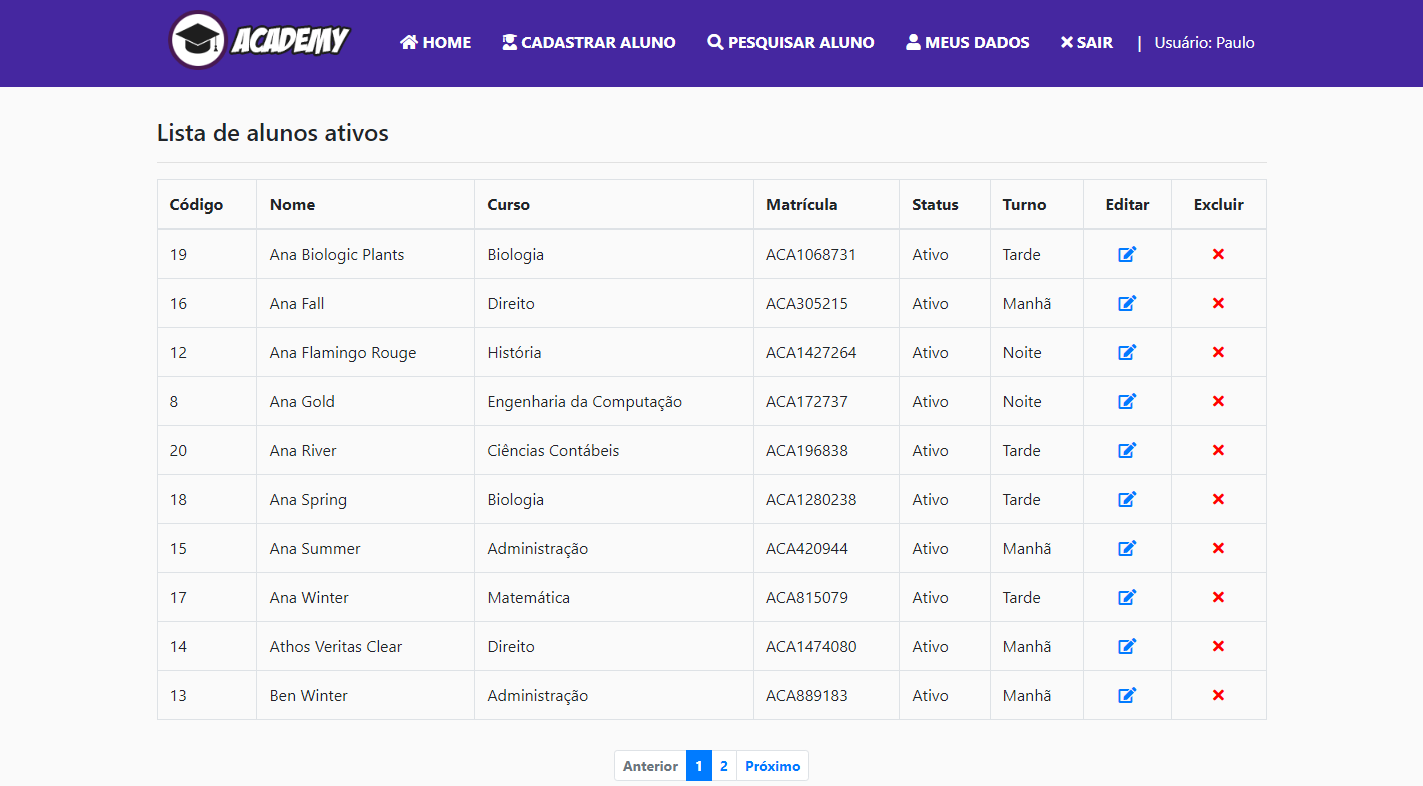 ACADEMY HOME CADASTRAR ALUNO PESQUISAR ALUNO MEUS DADOS SAIR | Usuário: Paulo
Lista de alunos ativos
Código Nome Curso Matrícula Status Turno Editar Excluir
19 Ana Biologic Plants Biologia ACA1068731 Ativo Tarde
16 Ana Fall Direito ACA305215 Ativo Manhã
12 Ana Flamingo Rouge História ACA1427264 Ativo Noite
8 Ana Gold Engenharia da Computação ACA172737 Ativo Noite
20 Ana River Ciências Contábeis ACA196838 Ativo Tarde
18 Ana Spring Biologia ACA1280238 Ativo Tarde
15 Ana Summer Administração ACA420944 Ativo Manhã
17 Ana Winter Matemática ACA815079 Ativo Tarde
14 Athos Veritas Clear Direito ACA1474080 Ativo Manhã
13 Ben Winter Administração ACA889183 Ativo Manhã
Anterior 1 2 Próximo